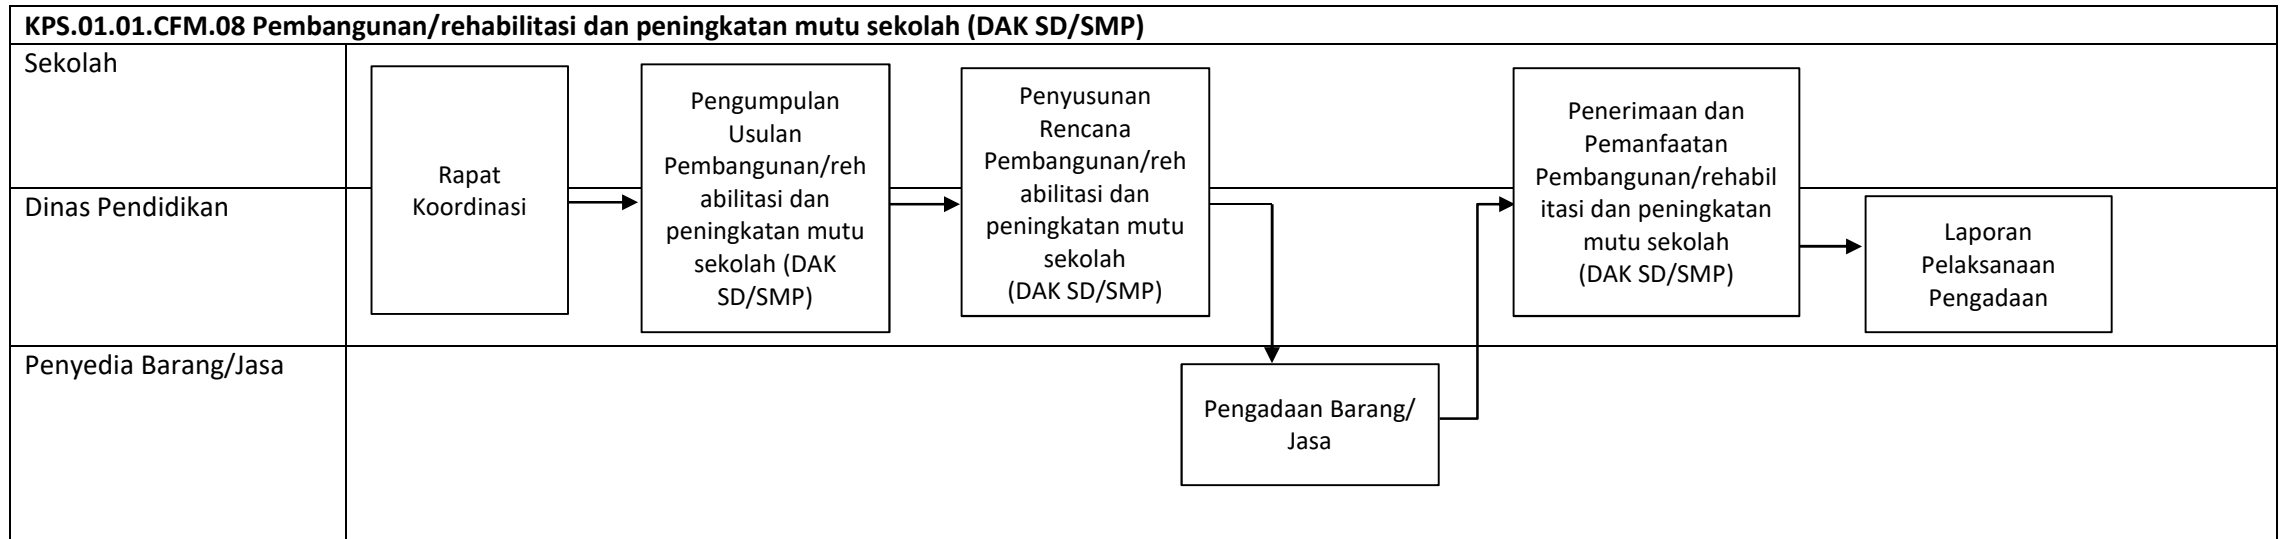 KPS.01.01.CFM.08 Pembangunan/rehabilitasi dan peningkatan mutu sekolah (DAK SD/SMP)
Sekolah
Dinas Pendidikan
Penyedia Barang/Jasa
Rapat
Koordinasi
Pengumpulan
Usulan
Pembangunan/reh
abilitasi dan
peningkatan mutu
sekolah (DAK
SD/SMP)
Penyusunan
Rencana
Pembangunan/reh
abilitasi dan
peningkatan mutu
sekolah
(DAK SD/SMP)
Pengadaan Barang/
Jasa
Penerimaan dan
Pemanfaatan
Pembangunan/rehabil
itasi dan peningkatan
mutu sekolah
(DAK SD/SMP)
Laporan
Pelaksanaan
Pengadaan